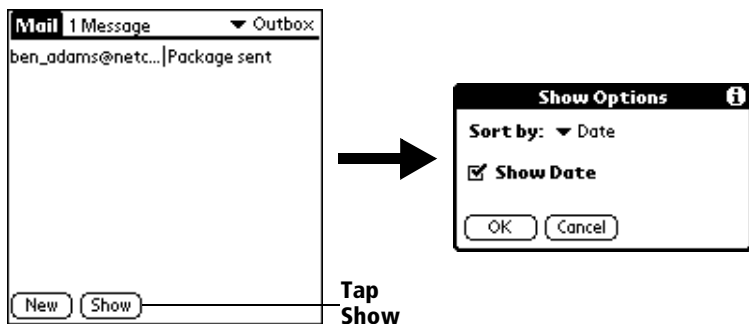 Mail 1 Message Outbox
ben_adams@netc... Package sent
New Show
Tap
Show
Show Options
Sort by: Date
Show Date
OK Cancel